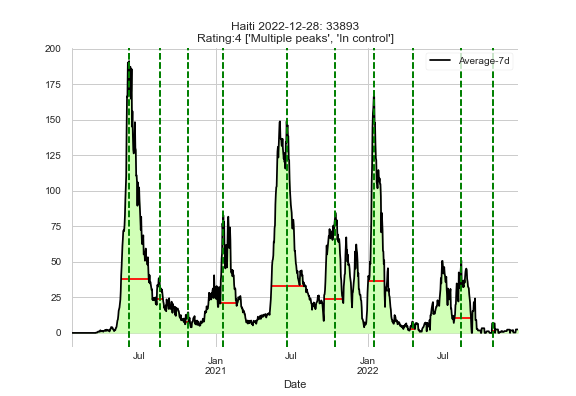 Haiti 2022-12-28: 33893
Rating:4 ['Multiple peaks', 'In control']
Average-7d
200
175
150
125
100
75
50
25
0
Jul
Jan
2021
Jul
Jan
2022
Jul
Date